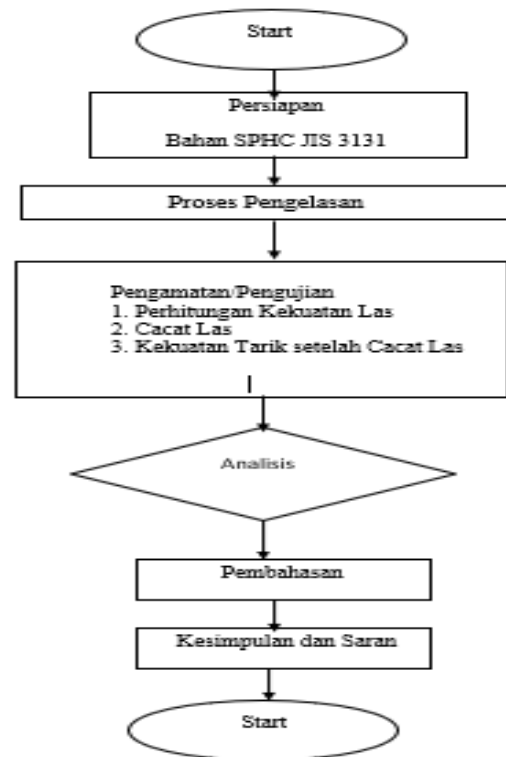 Start
Persiapan
Bahan SPHC JIS 3131
Proses Pengelasan
Pengamatan/Pengujian
1. Perhitungan Kekuatan Las
2. Cacat Las
3. Kekuatan Tarik setelah Cacat Las
Analisis
Pembahasan
Kesimpulan dan Saran
Start